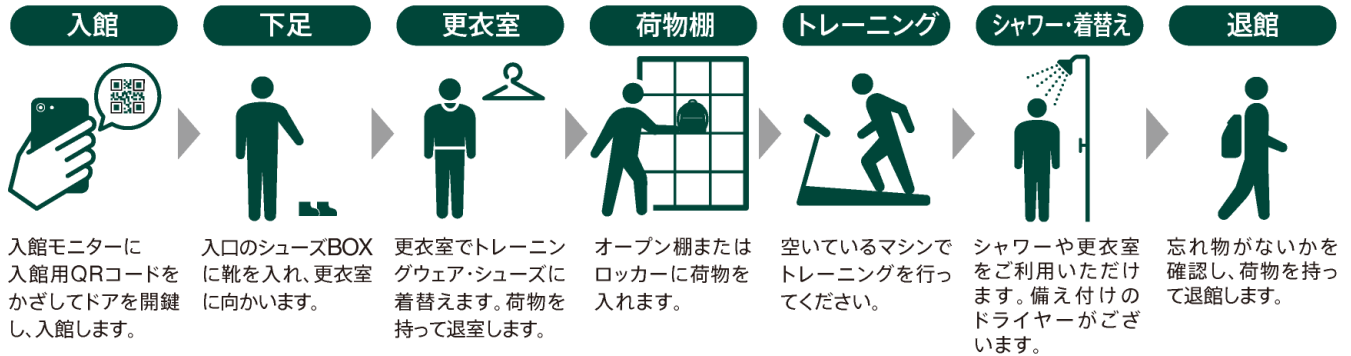 入館
入館モニターに
入館用QRコードを
かざしてドアを開鍵
し、入館します。
下足
入口のシューズBOX
に靴を入れ、更衣室
に向かいます。
更衣室
更衣室でトレーニン
グウェア・シューズに
着替えます。荷物を
持って退室します。
荷物棚
オープン棚または
ロッカーに荷物を
入れます。
トレーニング
空いているマシンで
トレーニングを行っ
てください。
シャワー・着替え
シャワーや更衣室
をご利用いただけ
ます。備え付けの
ドライヤーがござ
います。
退館
忘れ物がないかを
確認し、荷物を持っ
て退館します。